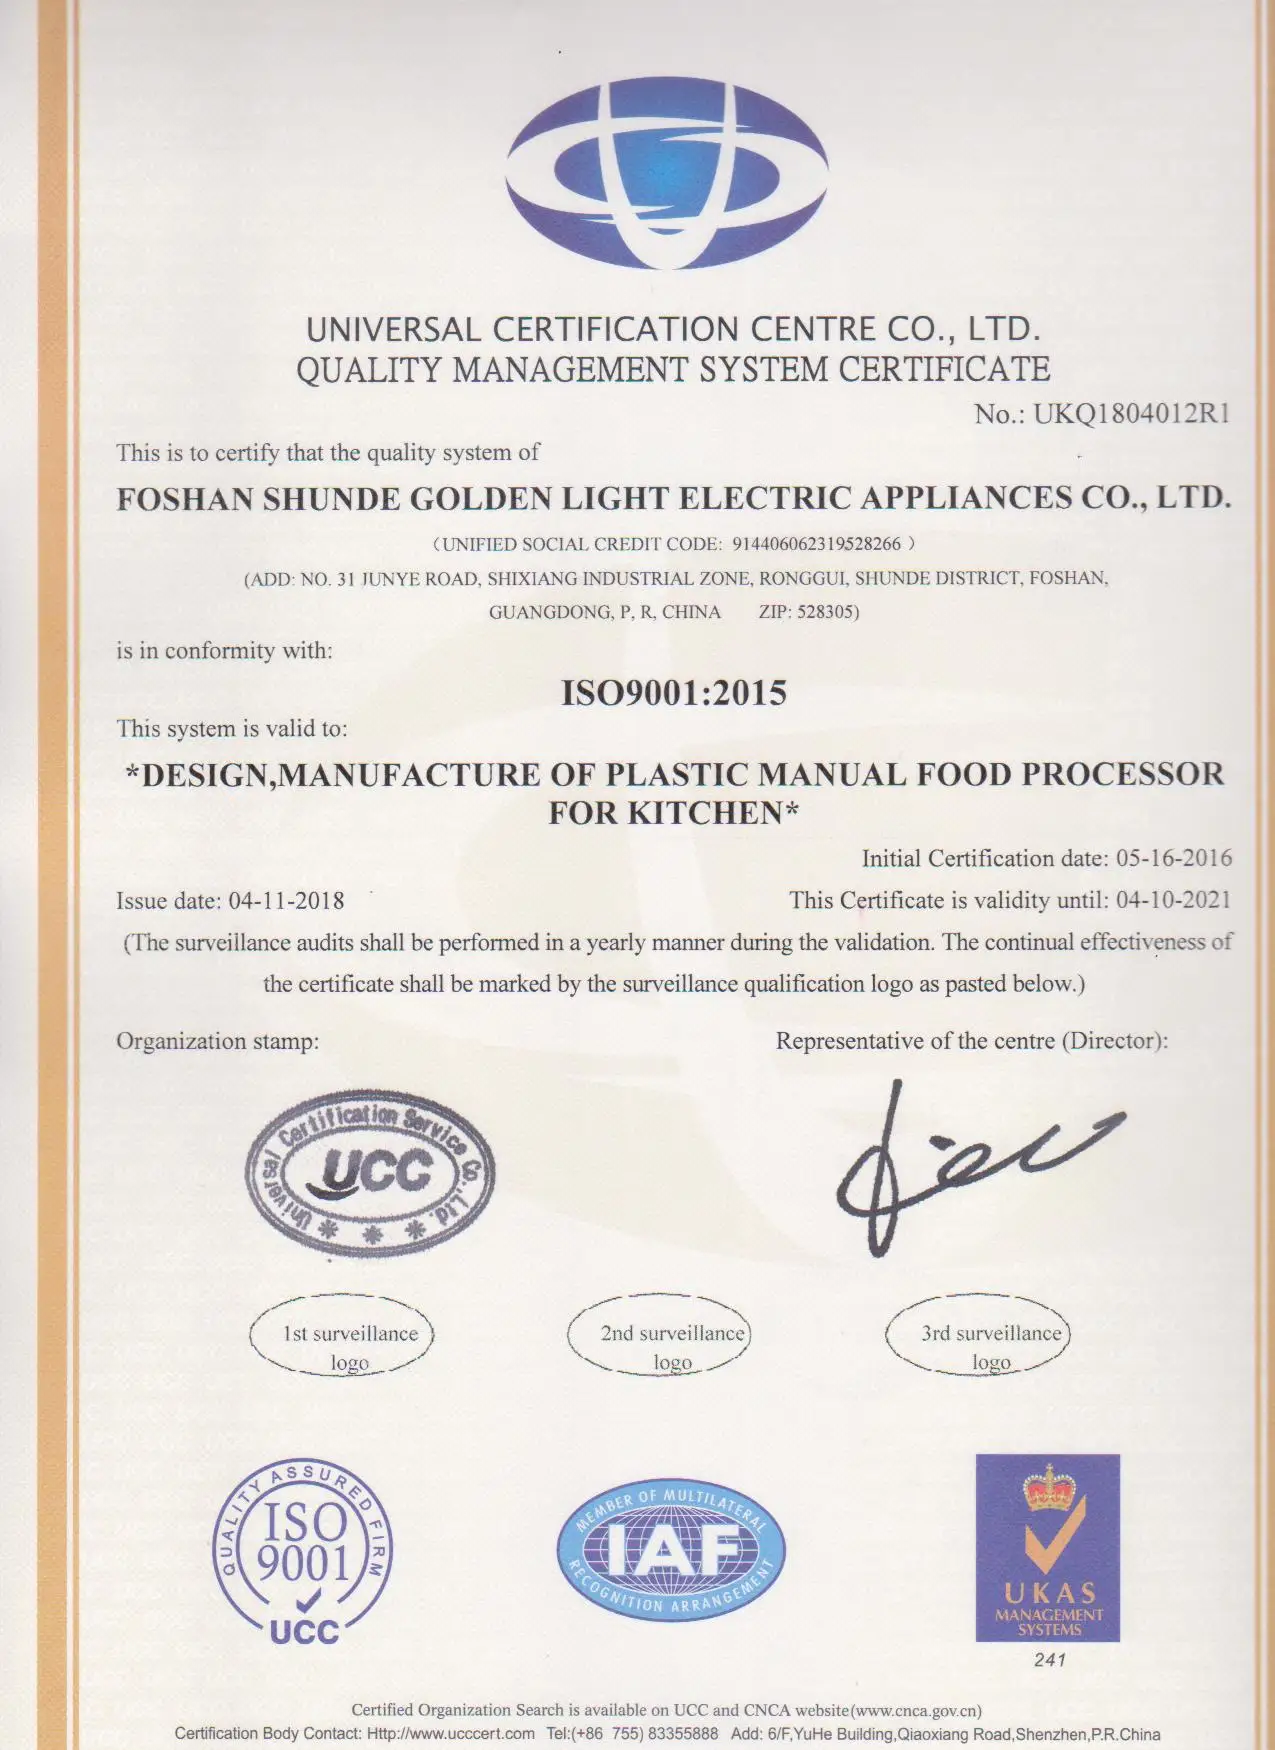 UNIVERSAL CERTIFICATION CENTRE CO., LTD.
QUALITY MANAGEMENT SYSTEM CERTIFICATE
No.: UKQ1804012R1
This is to certify that the quality system of
FOSHAN SHUNDE GOLDEN LIGHT ELECTRIC APPLIANCES CO., LTD.
(UNIFIED SOCIAL CREDIT CODE: 914406062319528266 )
(ADD: NO. 31 JUNYE ROAD, SHIXIANG INDUSTRIAL ZONE, RONGGUI, SHUNDE DISTRICT, FOSHAN,
GUANGDONG, P, R, CHINA ZIP: 528305)
is in conformity with:
ISO9001:2015
This system is valid to:
*DESIGN,MANUFACTURE OF PLASTIC MANUAL FOOD PROCESSOR
FOR KITCHEN*
Initial Certification date: 05-16-2016
Issue date: 04-11-2018 This Certificate is validity until: 04-10-2021
(The surveillance audits shall be performed in a yearly manner during the validation. The continual effectiveness of
the certificate shall be marked by the surveillance qualification logo as pasted below.)
Organization stamp: Representative of the centre (Director):
Universal Certification Service Co.,Ltd.
UCC
* * *
1st surveillance
logo
2nd surveillance
logo
3rd surveillance
logo
QUALITY ASSURED FIRM
ISO
9001
UCC
MEMBER OF MULTILATERAL
IAF
RECOGNITION ARRANGEMENT
UKAS
MANAGEMENT
SYSTEMS
241
Certified Organization Search is available on UCC and CNCA website(www.cnca.gov.cn)
Certification Body Contact: Http://www.ucccert.com Tel:(+86 755) 83355888 Add: 6/F,YuHe Building,Qiaoxiang Road,Shenzhen,P.R.China